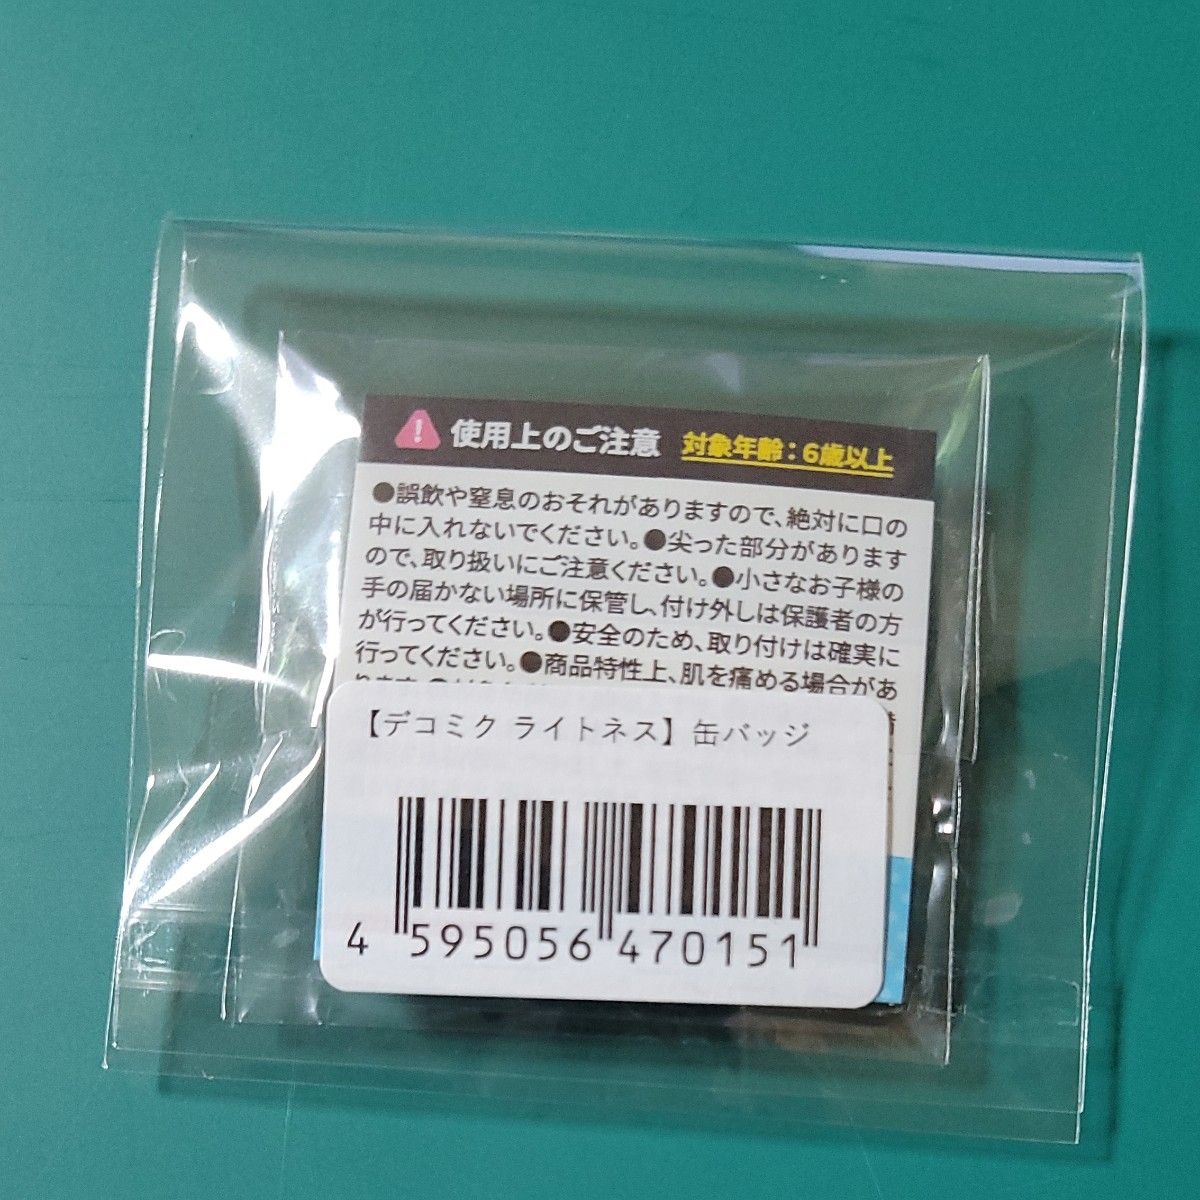 使用上のご注意 対象年齢：6歳以上
●誤飲や窒息のおそれがありますので、絶対に口の
中に入れないでください。●尖った部分があります
ので、取り扱いにご注意ください。●小さなお子様の
手の届かない場所に保管し、付け外しは保護者の方
が行ってください。●安全のため、取り付けは確実に
行ってください。●商品特性上、肌を痛める場合があ
【デコミク ライトネス】缶バッジ
4 595056 470151